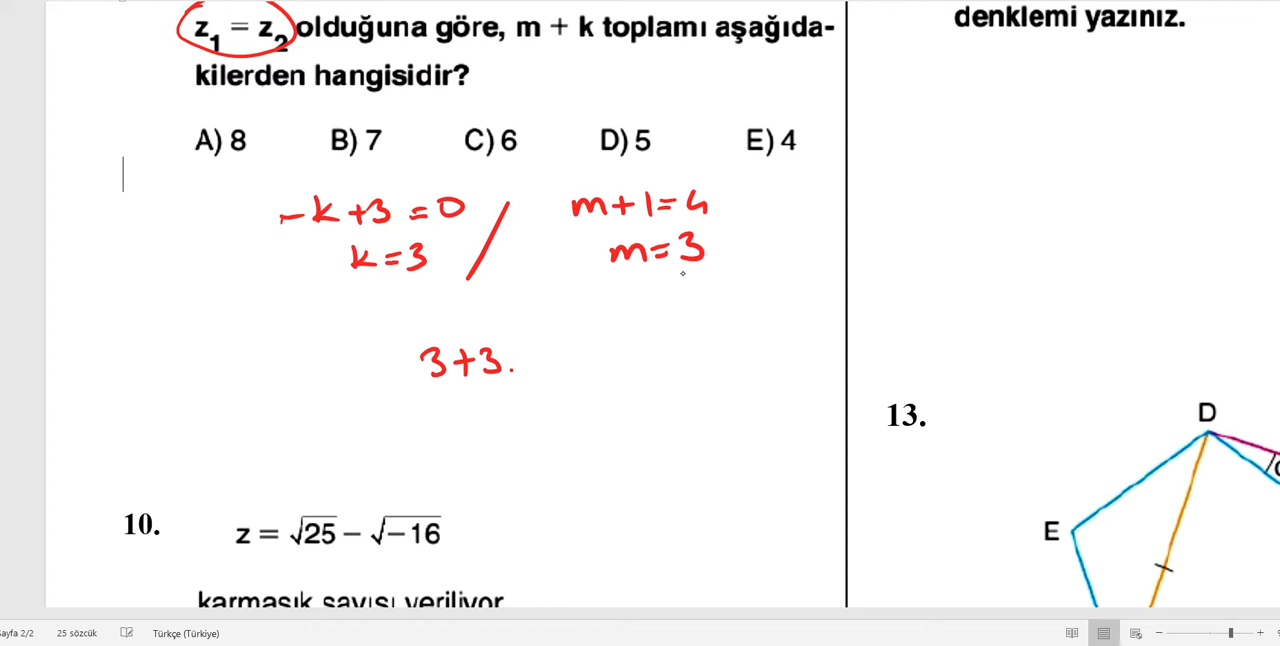 z₁ = z₂ olduğuna göre, m + k toplamı aşağıda-
kilerden hangisidir?
A) 8 B) 7 C) 6 D) 5 E) 4
-k+3=0 / m+1=4
k=3 m=3
3+3.
10. z = √25 − √−16
karmaşık sayısı veriliyor
denklemi yazınız.
13.
D
E
Sayfa 2/2 25 sözcük Türkçe (Türkiye)